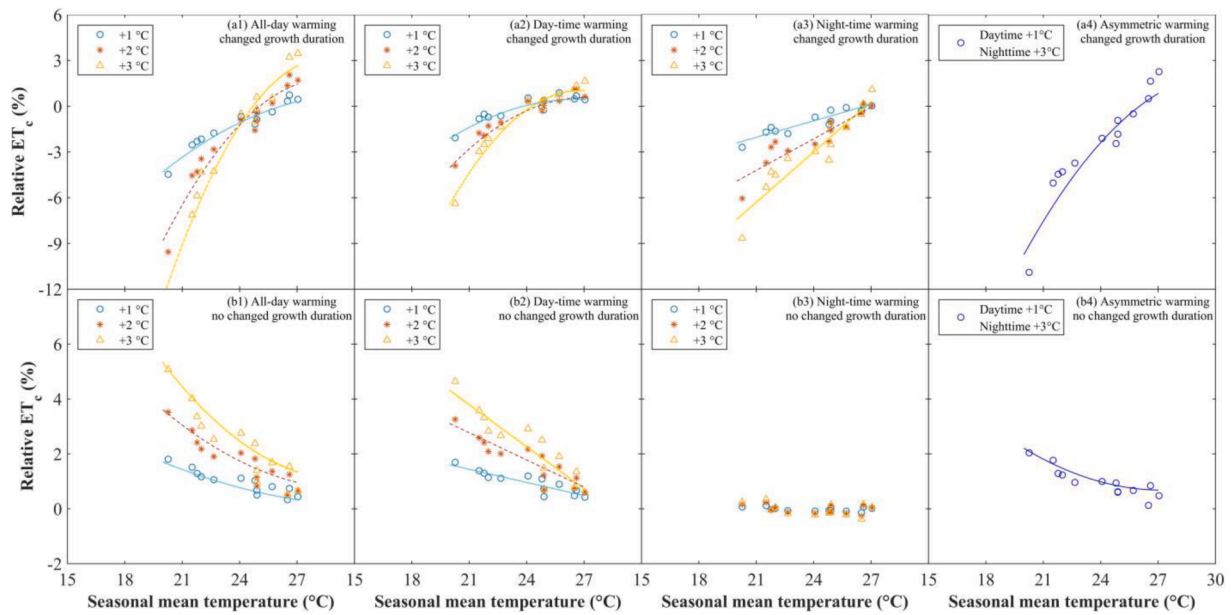 (a1) All-day warming
changed growth duration
+1 °C
+2 °C
+3 °C
(a2) Day-time warming
changed growth duration
+1 °C
+2 °C
+3 °C
(a3) Night-time warming
changed growth duration
+1 °C
+2 °C
+3 °C
(a4) Asymmetric warming
changed growth duration
Daytime +1°C
Nighttime +3°C
6
3
0
-3
-6
-9
-12
Relative ETc (%)
(b1) All-day warming
no changed growth duration
+1 °C
+2 °C
+3 °C
(b2) Day-time warming
no changed growth duration
+1 °C
+2 °C
+3 °C
(b3) Night-time warming
no changed growth duration
+1 °C
+2 °C
+3 °C
(b4) Asymmetric warming
no changed growth duration
Daytime +1°C
Nighttime +3°C
6
4
2
0
-2
Relative ETc (%)
15 18 21 24 27 15 18 21 24 27 15 18 21 24 27 15 18 21 24 27 30
Seasonal mean temperature (°C) Seasonal mean temperature (°C) Seasonal mean temperature (°C) Seasonal mean temperature (°C)